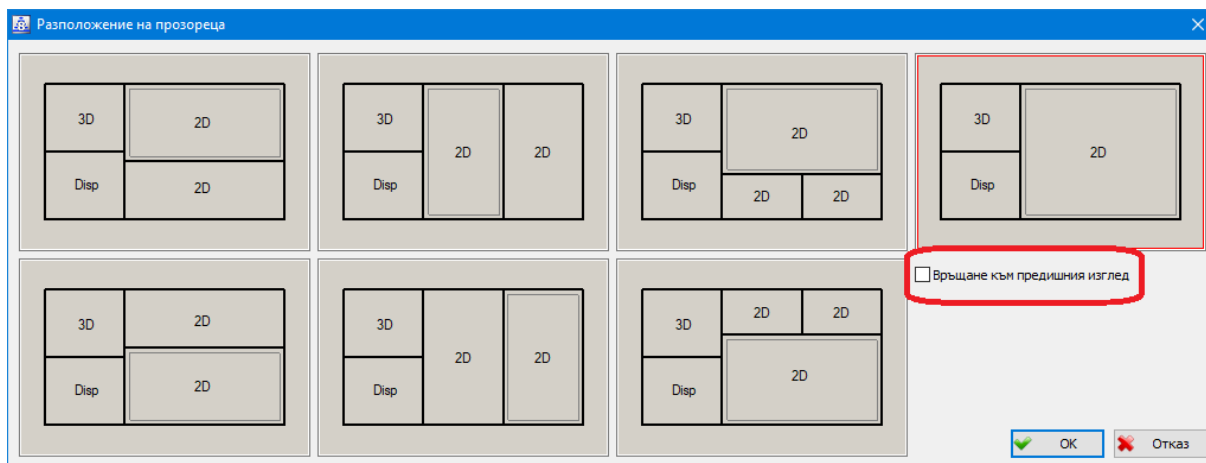 Разположение на прозореца
3D
2D
Disp
2D
3D
2D
2D
Disp
3D
2D
Disp
2D
2D
3D
2D
Disp
Връщане към предишния изглед
3D
2D
Disp
2D
3D
2D
2D
Disp
3D
2D
2D
Disp
2D
OK
Отказ